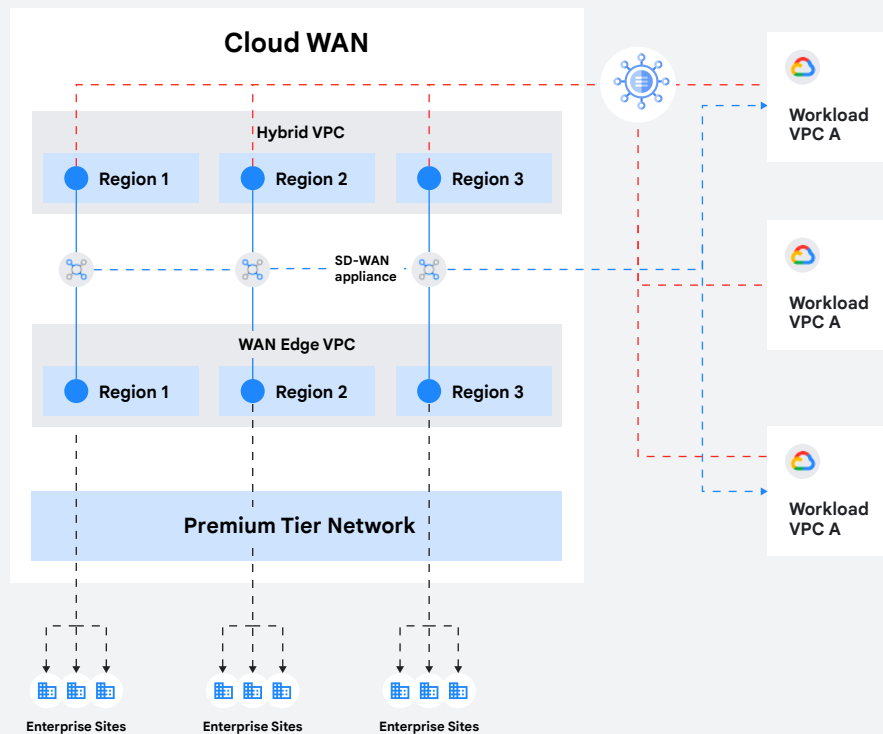 Cloud WAN
Hybrid VPC
Region 1
Region 2
Region 3
SD-WAN
appliance
WAN Edge VPC
Region 1
Region 2
Region 3
Premium Tier Network
Enterprise Sites
Enterprise Sites
Enterprise Sites
Workload
VPC A
Workload
VPC A
Workload
VPC A